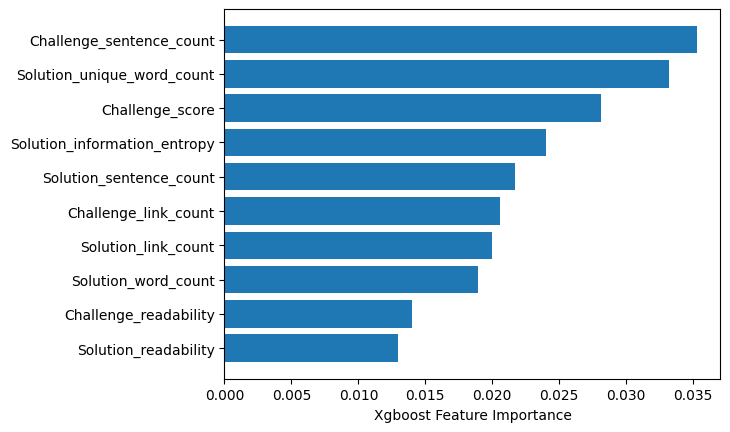 Challenge_sentence_count
Solution_unique_word_count
Challenge_score
Solution_information_entropy
Solution_sentence_count
Challenge_link_count
Solution_link_count
Solution_word_count
Challenge_readability
Solution_readability
0.000 0.005 0.010 0.015 0.020 0.025 0.030 0.035
Xgboost Feature Importance